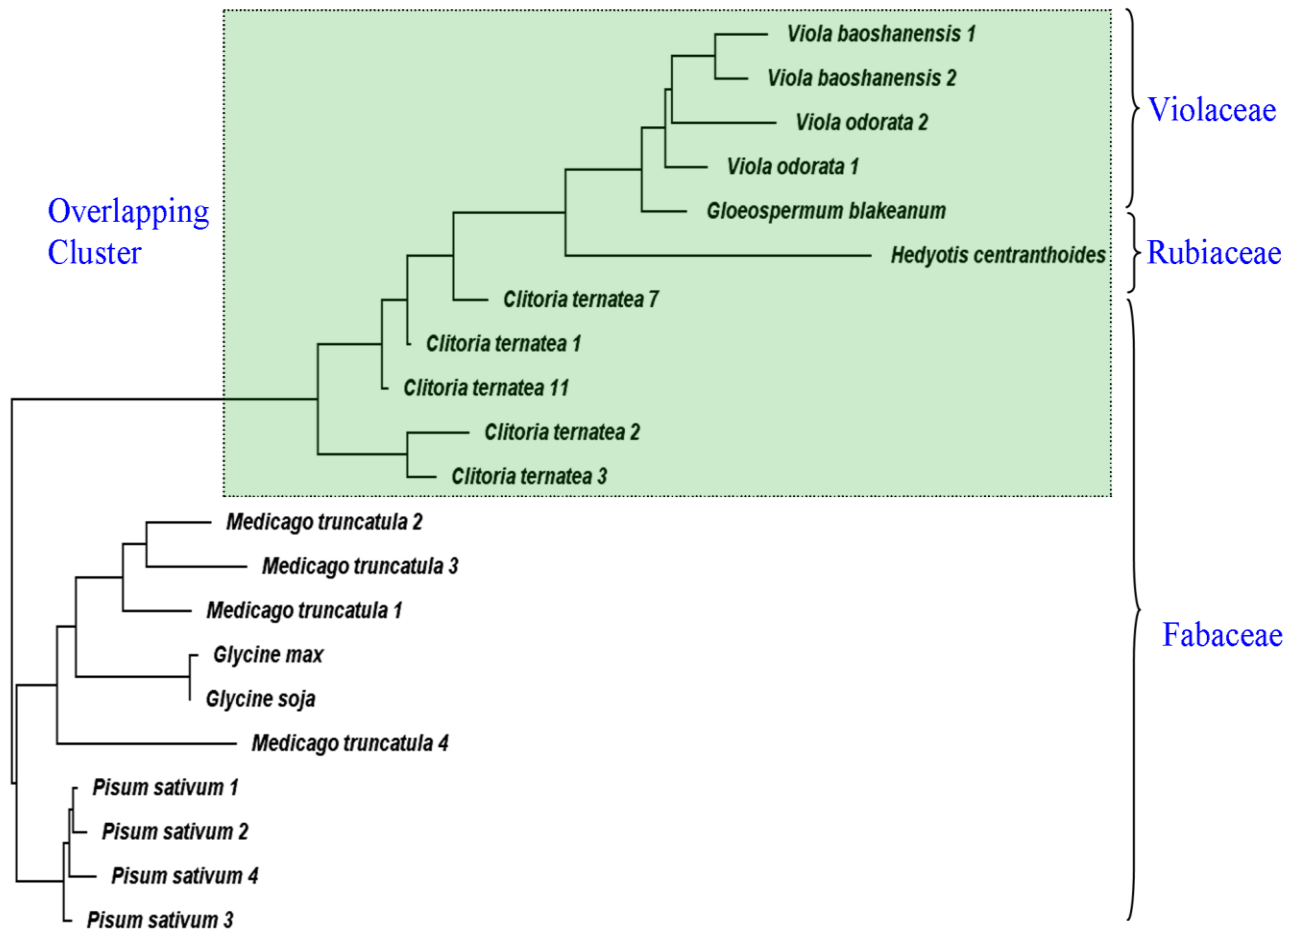 Viola baoshanensis 1
Viola baoshanensis 2
Viola odorata 2
Viola odorata 1
Gloeospermum blakeanum
Hedyotis centranthoides
Clitoria ternatea 7
Clitoria ternatea 1
Clitoria ternatea 11
Clitoria ternatea 2
Clitoria ternatea 3
Medicago truncatula 2
Medicago truncatula 3
Medicago truncatula 1
Glycine max
Glycine soja
Medicago truncatula 4
Pisum sativum 1
Pisum sativum 2
Pisum sativum 4
Pisum sativum 3
Overlapping
Cluster
Violaceae
Rubiaceae
Fabaceae